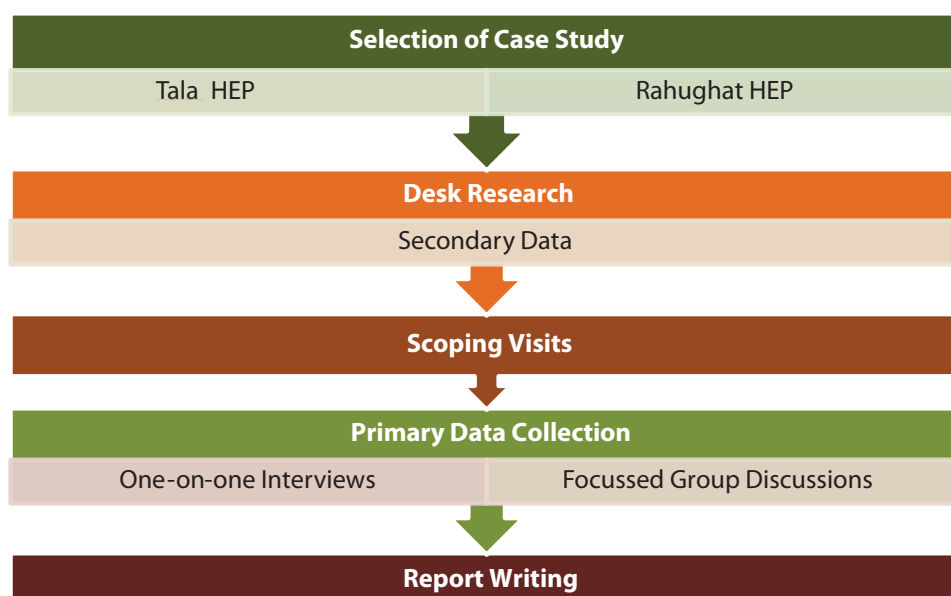 Selection of Case Study
Tala HEP
Rahughat HEP
Desk Research
Secondary Data
Scoping Visits
Primary Data Collection
One-on-one Interviews
Focussed Group Discussions
Report Writing